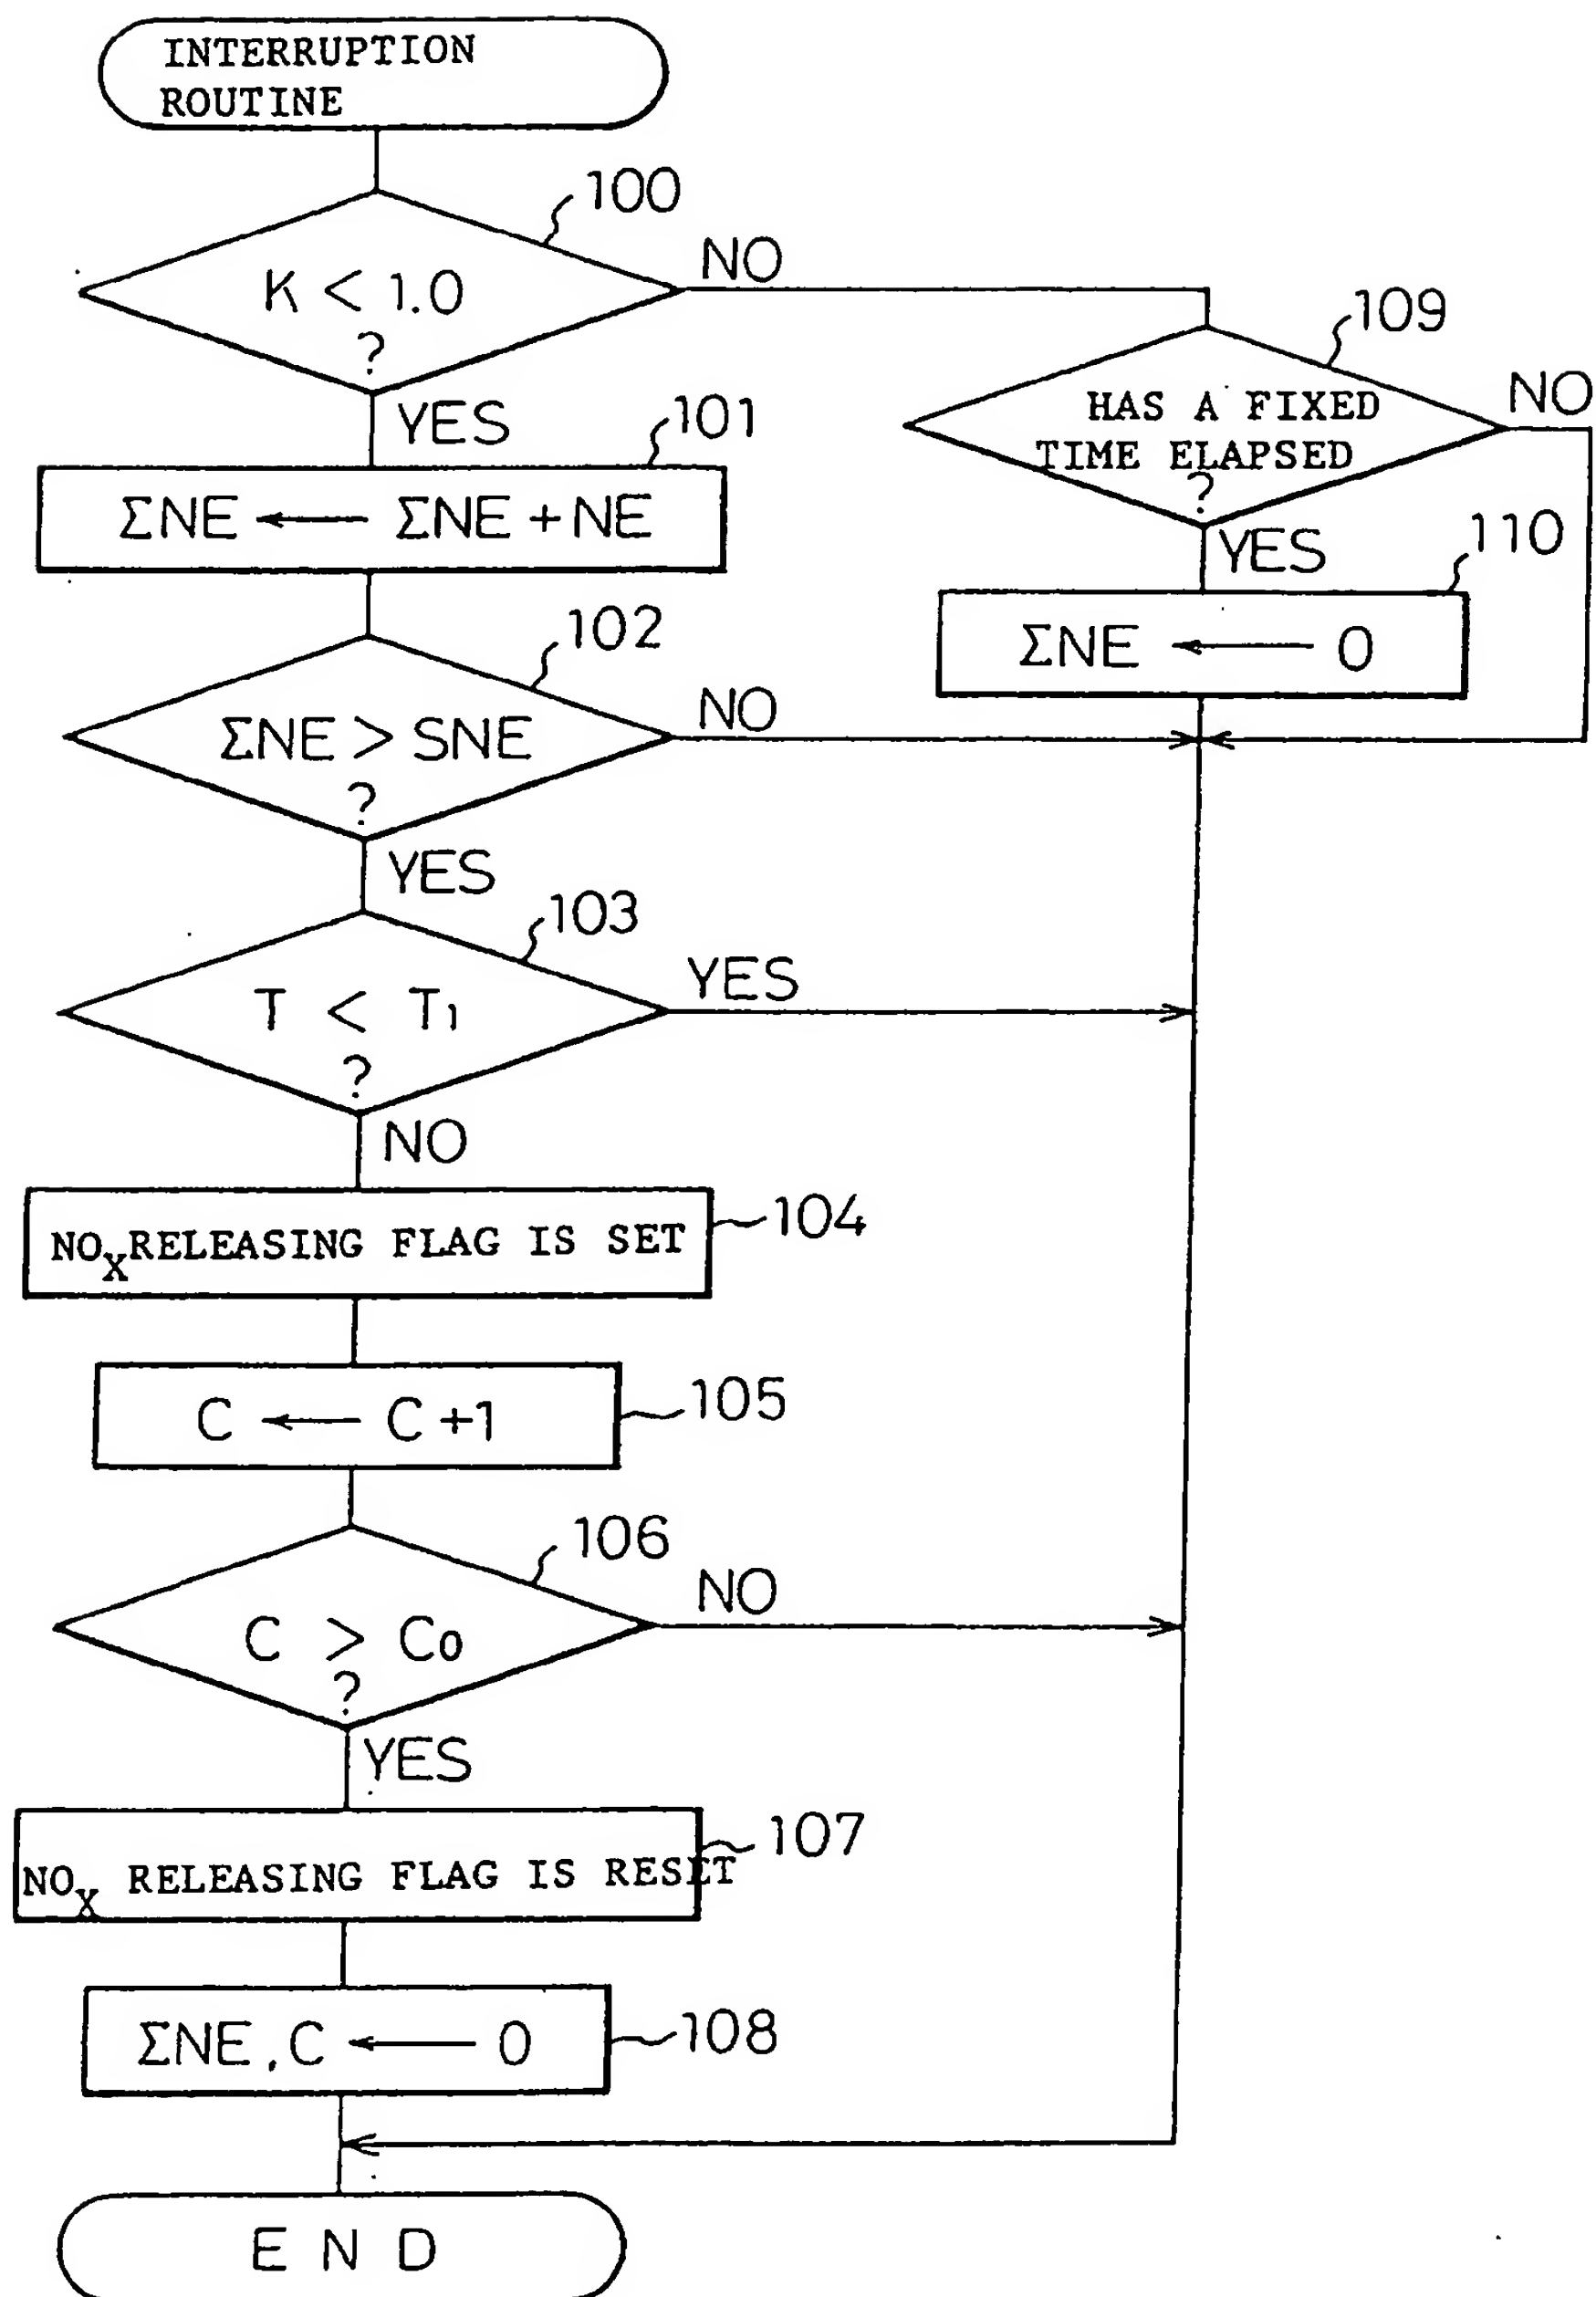 INTERRUPTION
ROUTINE
100
K < 1.0
?
NO
YES
109
HAS A FIXED
TIME ELAPSED
?
NO
YES
101
ΣNE ← ΣNE + NE
110
ΣNE ← 0
102
ΣNE > SNE
?
NO
YES
103
T < T₁
?
YES
NO
104
NOₓ RELEASING FLAG IS SET
105
C ← C + 1
106
C > C₀
?
NO
YES
107
NOₓ RELEASING FLAG IS RESET
108
ΣNE, C ← 0
END